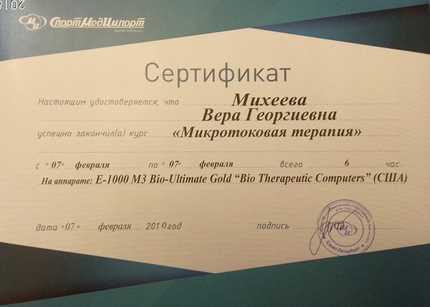 СпортМедИмпорт
Сертификат
Настоящим удостоверяется, что Михеева
Вера Георгиевна
успешно закончил(а) курс «Микротоковая терапия»
с «07» февраля по «07» февраля всего 6 час.
На аппарате: E-1000 M3 Bio-Ultimate Gold “Bio Therapeutic Computers” (США)
дата «07» февраля 2010 год подпись
Санкт-Петербург